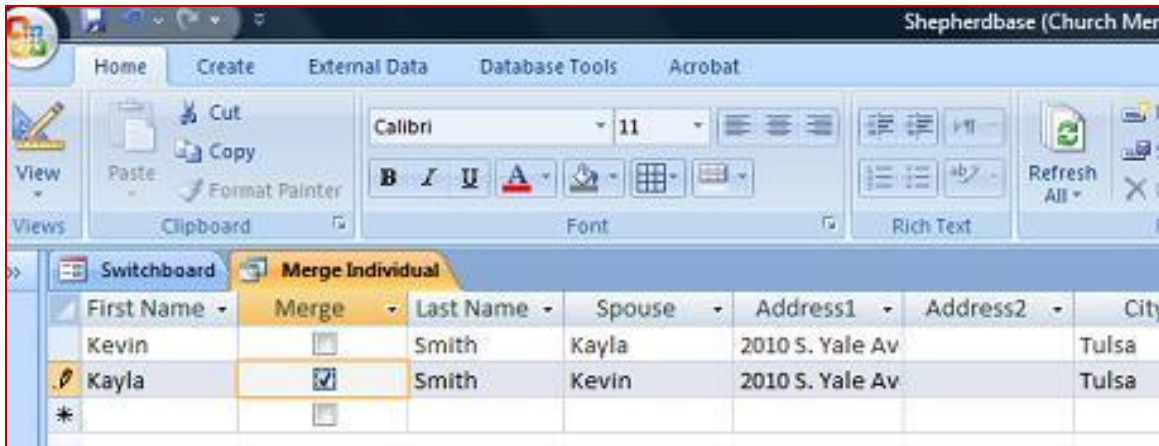 Shepherdbase (Church Mer
Home Create External Data Database Tools Acrobat
Cut
Calibri 11
Copy
View Paste Format Painter B I U A Refresh
All
Views Clipboard Font Rich Text
Switchboard Merge Individual
First Name Merge Last Name Spouse Address1 Address2 City
Kevin Smith Kayla 2010 S. Yale Av Tulsa
Kayla Smith Kevin 2010 S. Yale Av Tulsa